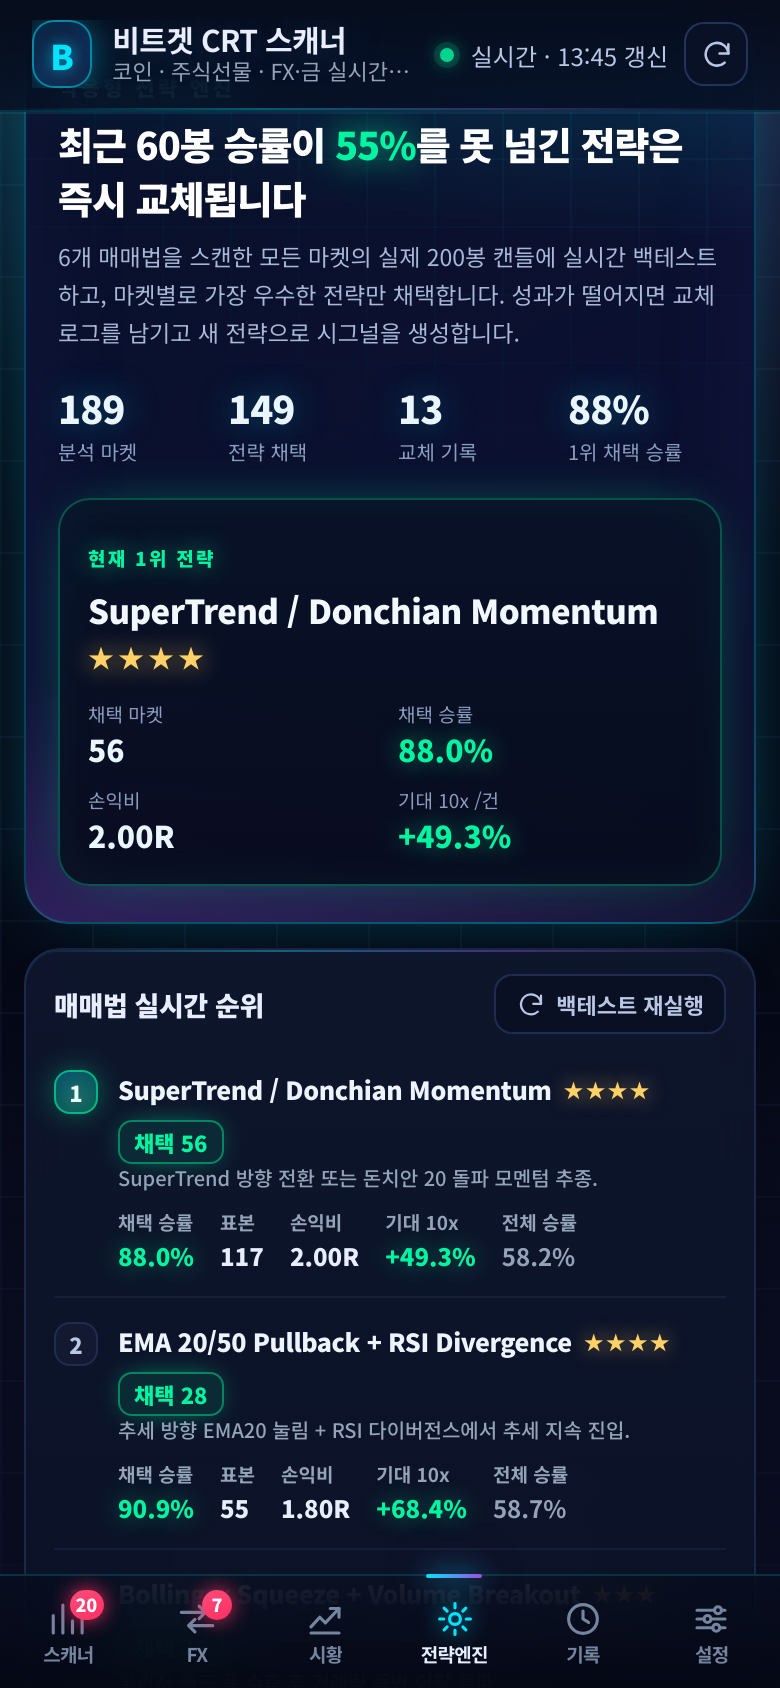 B
비트겟 CRT 스캐너
코인 · 주식선물 · FX·금 실시간…
실시간 · 13:45 갱신
최근 60봉 승률이 55%를 못 넘긴 전략은
즉시 교체됩니다
6개 매매법을 스캔한 모든 마켓의 실제 200봉 캔들에 실시간 백테스트
하고, 마켓별로 가장 우수한 전략만 채택합니다. 성과가 떨어지면 교체
로그를 남기고 새 전략으로 시그널을 생성합니다.
189 149 13 88%
분석 마켓 전략 채택 교체 기록 1위 채택 승률
현재 1위 전략
SuperTrend / Donchian Momentum
★★★★
채택 마켓 채택 승률
56 88.0%
손익비 기대 10x /건
2.00R +49.3%
매매법 실시간 순위
백테스트 재실행
1 SuperTrend / Donchian Momentum ★★★★
채택 56
SuperTrend 방향 전환 또는 돈치안 20 돌파 모멘텀 추종.
채택 승률 표본 손익비 기대 10x 전체 승률
88.0% 117 2.00R +49.3% 58.2%
2 EMA 20/50 Pullback + RSI Divergence ★★★★
채택 28
추세 방향 EMA20 눌림 + RSI 다이버전스에서 추세 지속 진입.
채택 승률 표본 손익비 기대 10x 전체 승률
90.9% 55 1.80R +68.4% 58.7%
Bollinger Squeeze + Volume Breakout ★★★
20 7
스캐너 FX 시황 전략엔진 기록 설정